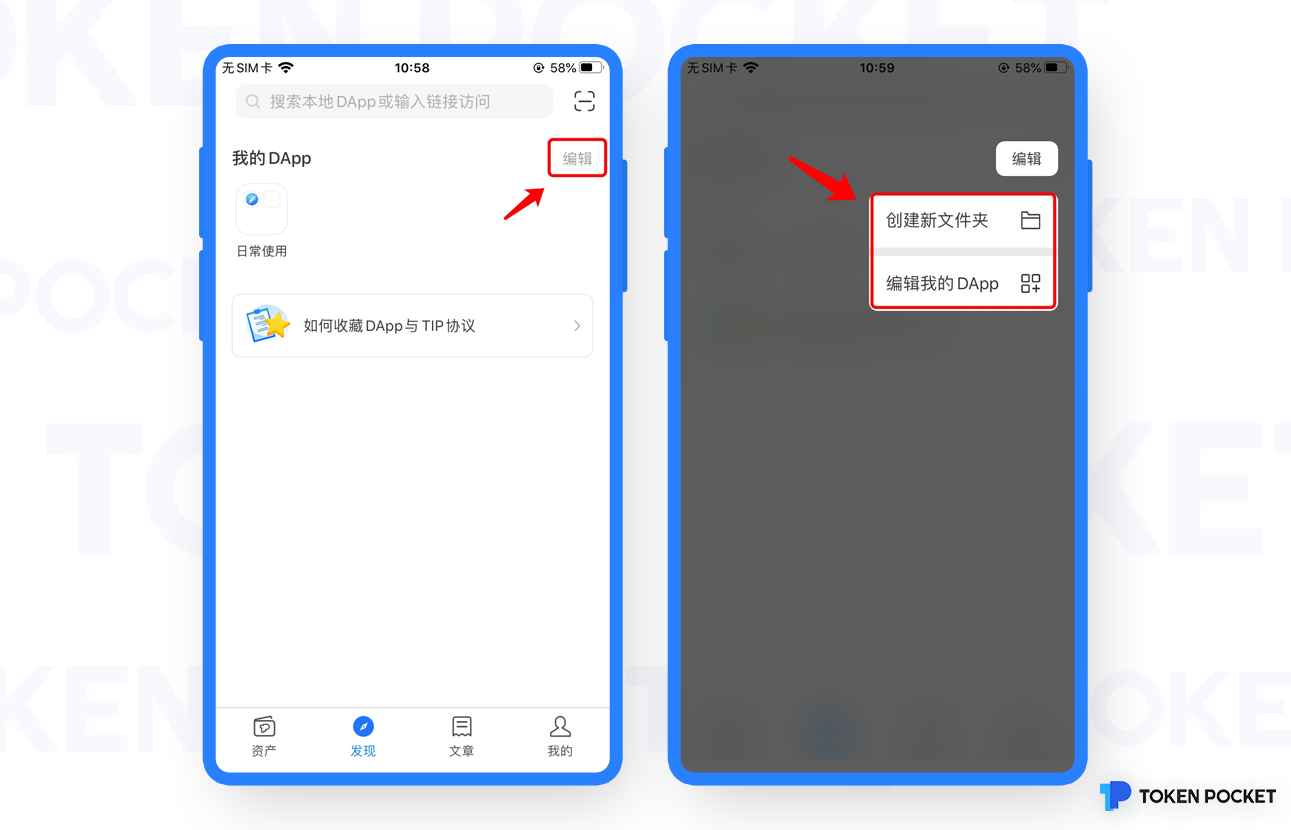 TOKEN POCKET
无SIM卡 10:58 58%
搜索本地DApp或输入链接访问
我的DApp 编辑
日常使用
如何收藏DApp与TIP协议
资产 发现 文章 我的
无SIM卡 10:59 58%
编辑
创建新文件夹
编辑我的DApp
TOKEN POCKET